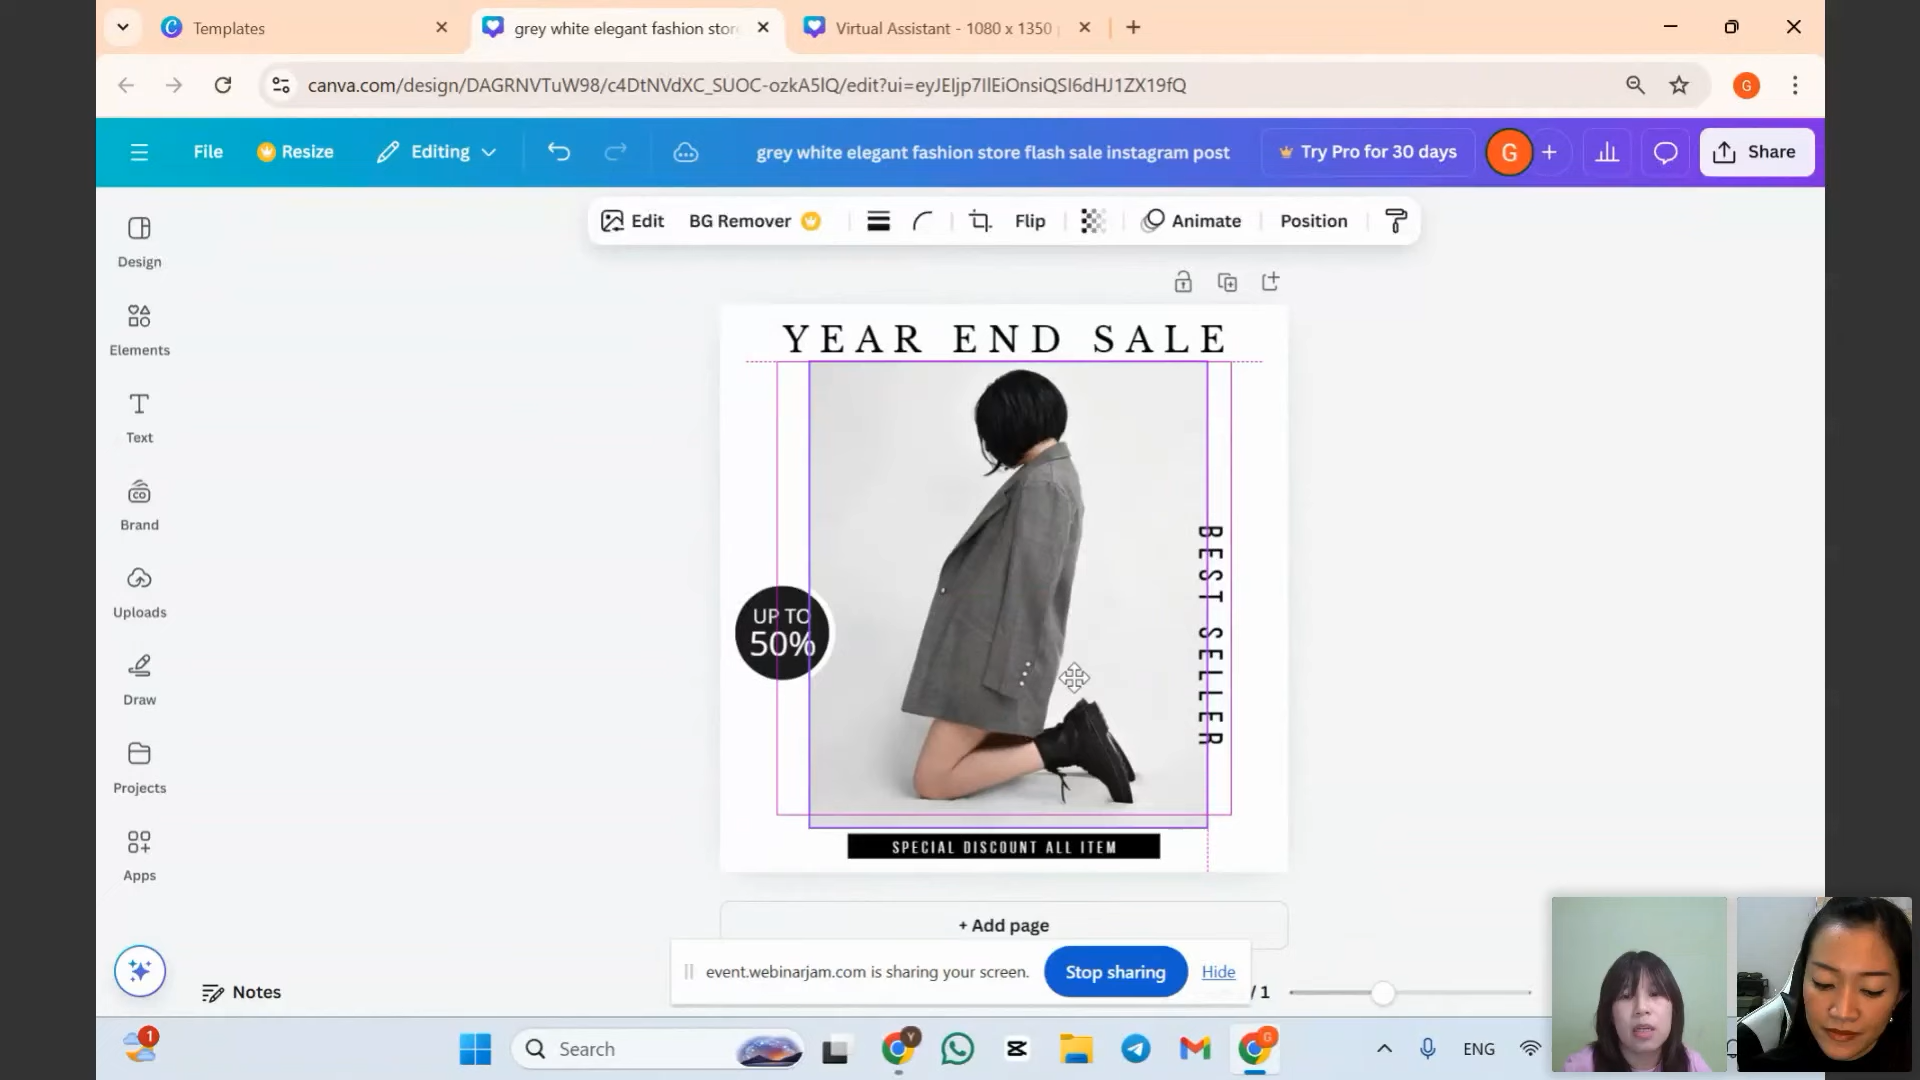 Templates
grey white elegant fashion stor
Virtual Assistant - 1080 x 1350
canva.com/design/DAGRNVTuW98/c4DtNVdXC_SUOC-ozkA5lQ/edit?ui=eyJEIjp7IlEiOnsiQSI6dHJ1ZX19fQ
G
File
Resize
Editing
grey white elegant fashion store flash sale instagram post
Try Pro for 30 days
G
Share
Edit
BG Remover
Flip
Animate
Position
Design
Elements
Text
Brand
Uploads
Draw
Projects
Apps
YEAR END SALE
UP TO
50%
BEST SELLER
SPECIAL DISCOUNT ALL ITEM
+ Add page
event.webinarjam.com is sharing your screen.
Stop sharing
Hide
/ 1
Notes
1
Search
Y
G
ENG